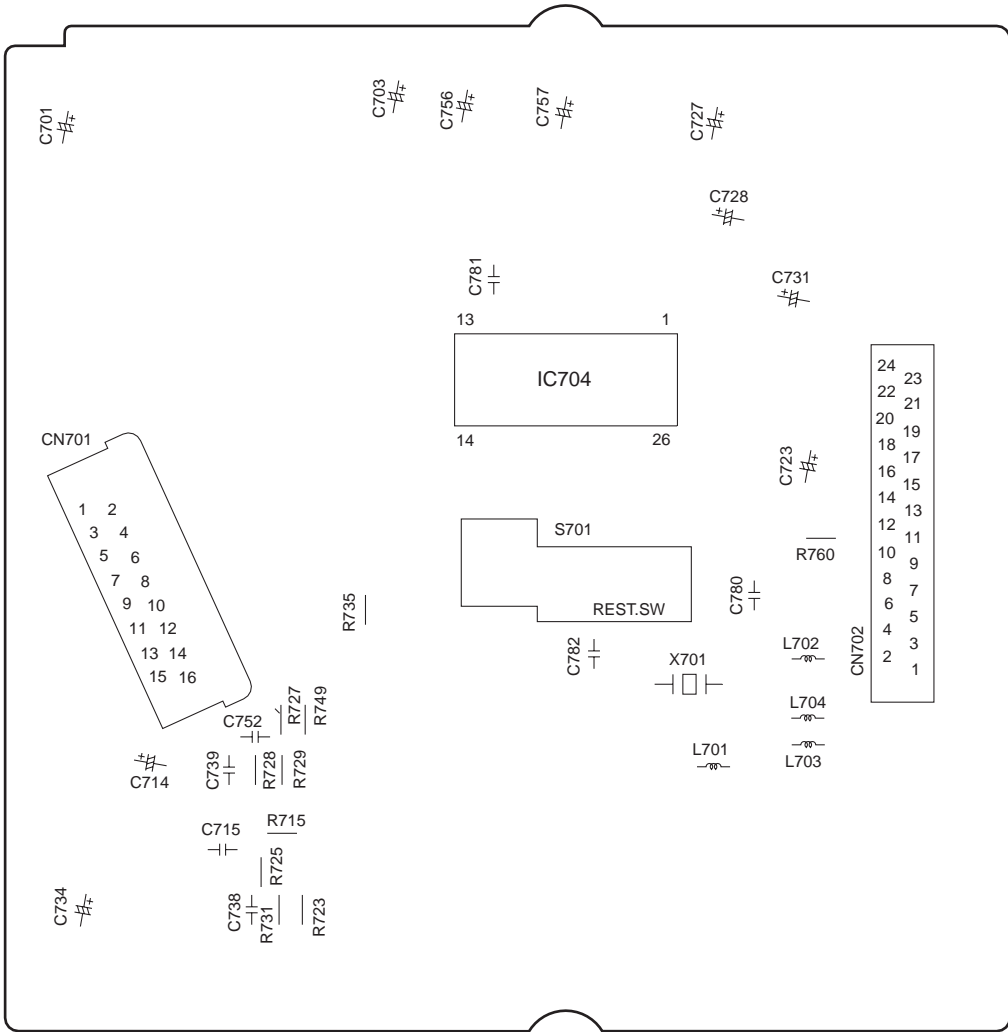 C701
C703
C756
C757
C727
C728
C781
C731
13 1
IC704
14 26
24
23
22
21
20
19
18
17
16
15
14
13
12
11
10
9
8
7
6
5
4
3
2
1
CN702
CN701
1 2
3 4
5 6
7 8
9 10
11 12
13 14
15 16
C723
S701
REST.SW
R760
C780
R735
C782
X701
L702
L704
L703
L701
C752
R727
R749
C714
C739
R728
R729
C715
R715
R725
C734
C738
R731
R723